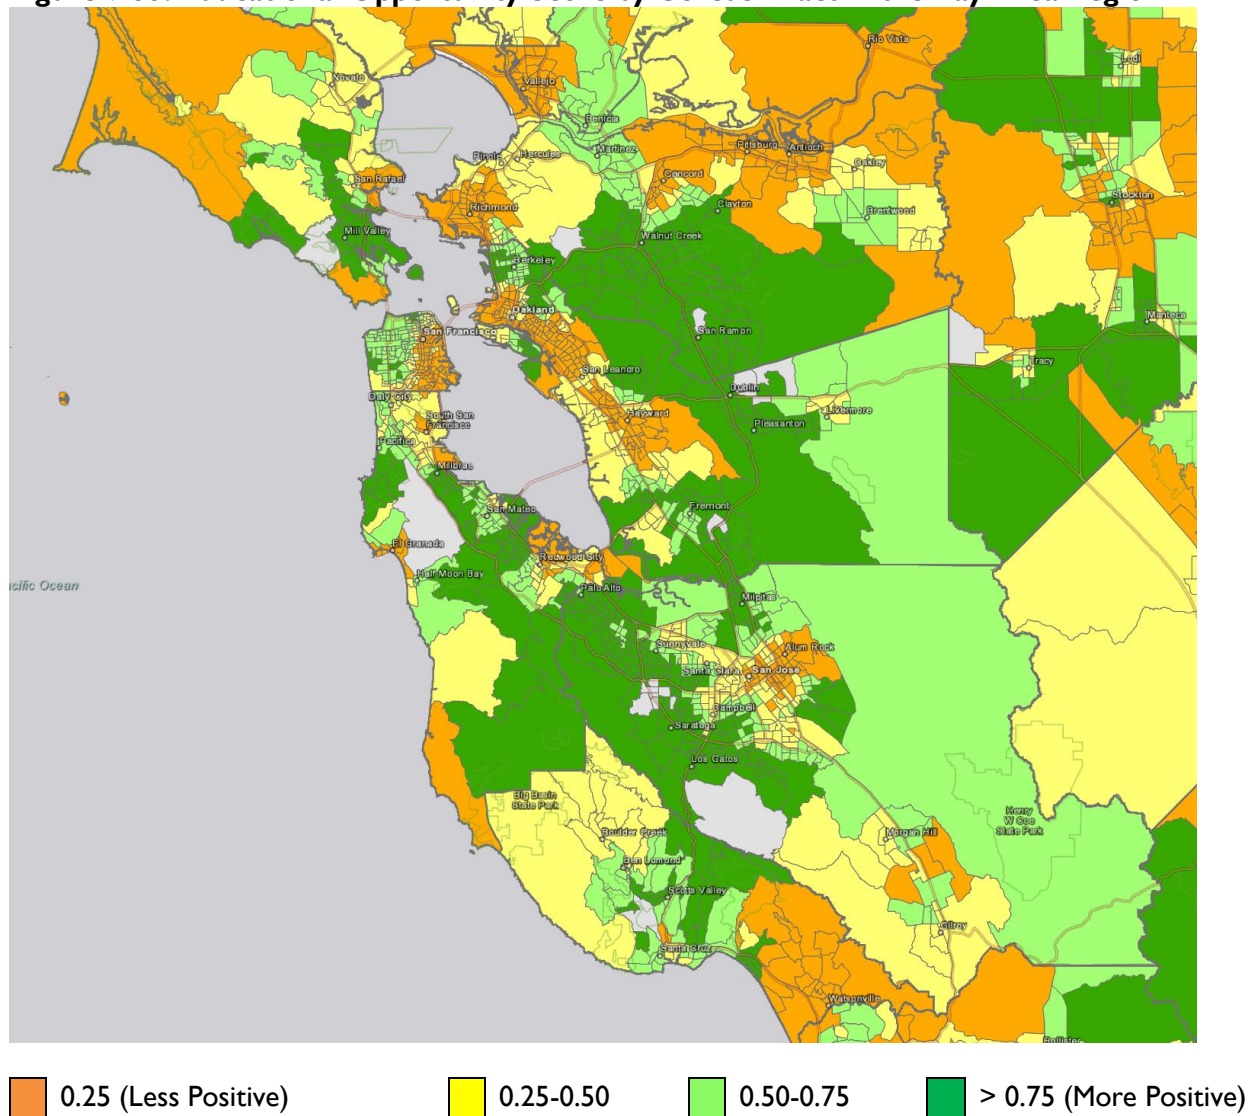 Rio Vista
Lodi
Novato
Vallejo
Benicia
Pinole
Hercules
Martinez
Pittsburg
Antioch
Oakley
San Rafael
Concord
Stockton
Richmond
Clayton
Brentwood
Mill Valley
Walnut Creek
Berkeley
Oakland
Manteca
San Francisco
San Ramon
Tracy
San Leandro
Daly City
Dublin
South San
Francisco
Hayward
Livermore
Pleasanton
Pacifica
Millbrae
San Mateo
Fremont
El Granada
Redwood City
Half Moon Bay
cific Ocean
Palo Alto
Milpitas
Sunnyvale
Alum Rock
Santa Clara
San Jose
Campbell
Saratoga
Los Gatos
Big Basin
State Park
Henry
W Coe
State Park
Boulder Creek
Morgan Hill
Ben Lomond
Scotts Valley
Gilroy
Santa Cruz
Watsonville
Hollister
0.25 (Less Positive)
0.25-0.50
0.50-0.75
> 0.75 (More Positive)